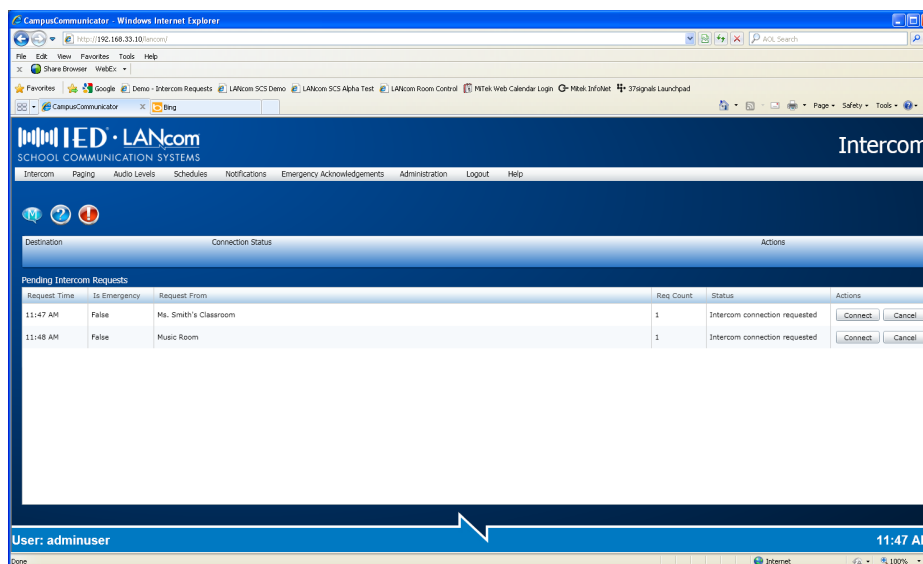 CampusCommunicator - Windows Internet Explorer
http://192.168.33.10/lancom/
AOL Search
File Edit View Favorites Tools Help
x Share Browser WebEx
Favorites Google Demo - Intercom Requests LANcom SCS Demo LANcom SCS Alpha Test LANcom Room Control MiTek Web Calendar Login Mitek InfoNet 37signals Launchpad
CampusCommunicator X Bing Page Safety Tools
IED · LANcom
SCHOOL COMMUNICATION SYSTEMS
Intercom
Intercom Paging Audio Levels Schedules Notifications Emergency Acknowledgements Administration Logout Help
M ? !
Destination Connection Status Actions
Pending Intercom Requests
Request Time Is Emergency Request From Req Count Status Actions
11:47 AM False Ms. Smith's Classroom 1 Intercom connection requested Connect Cancel
11:48 AM False Music Room 1 Intercom connection requested Connect Cancel
User: adminuser 11:47 AM
Done Internet 100%